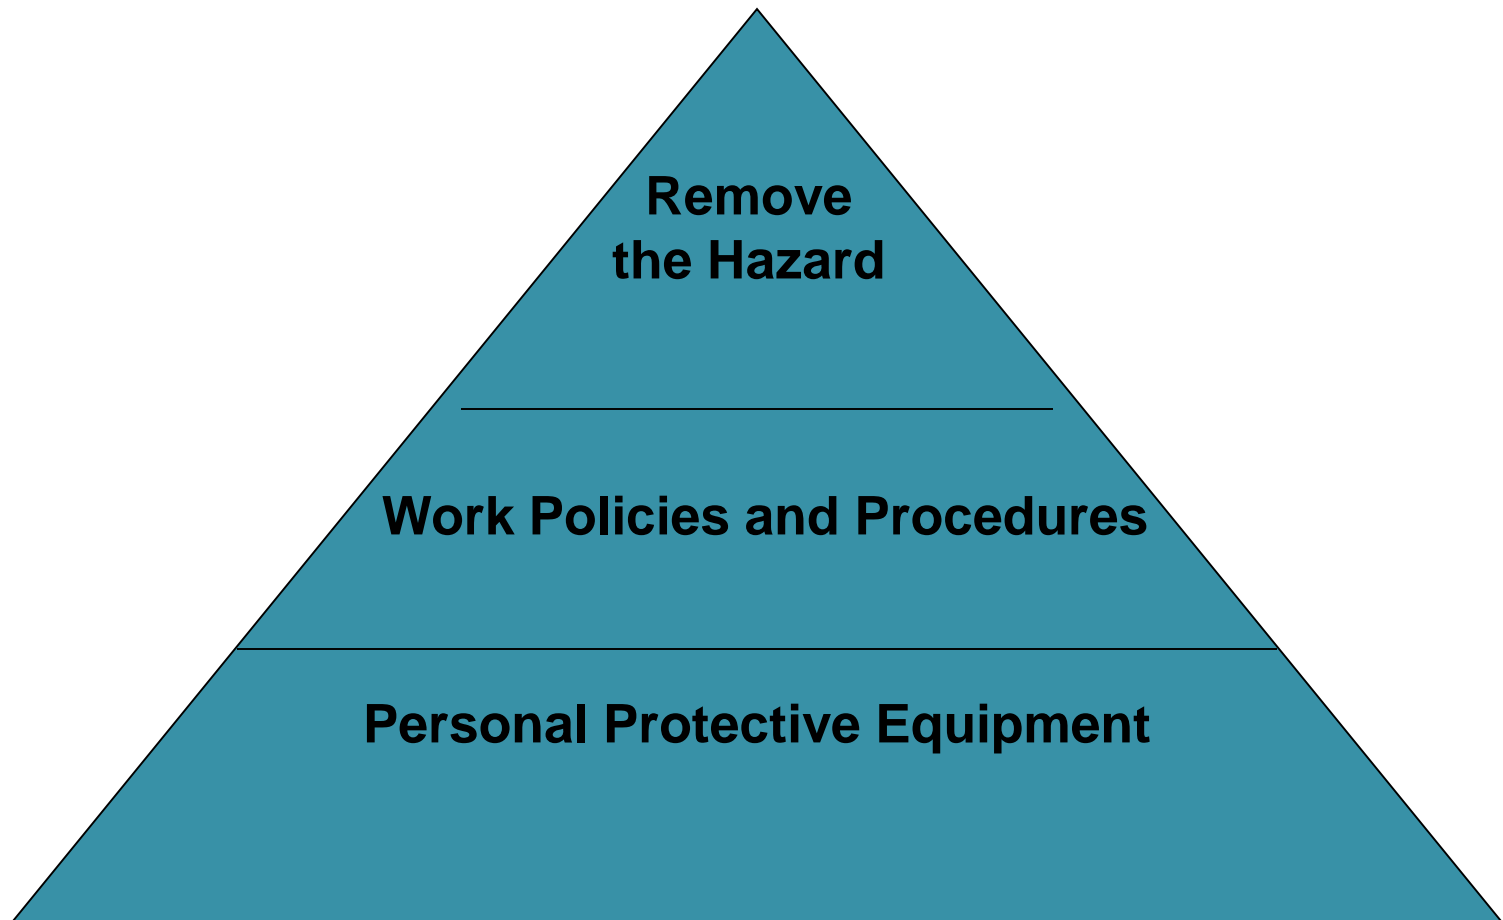 Remove
the Hazard
Work Policies and Procedures
Personal Protective Equipment